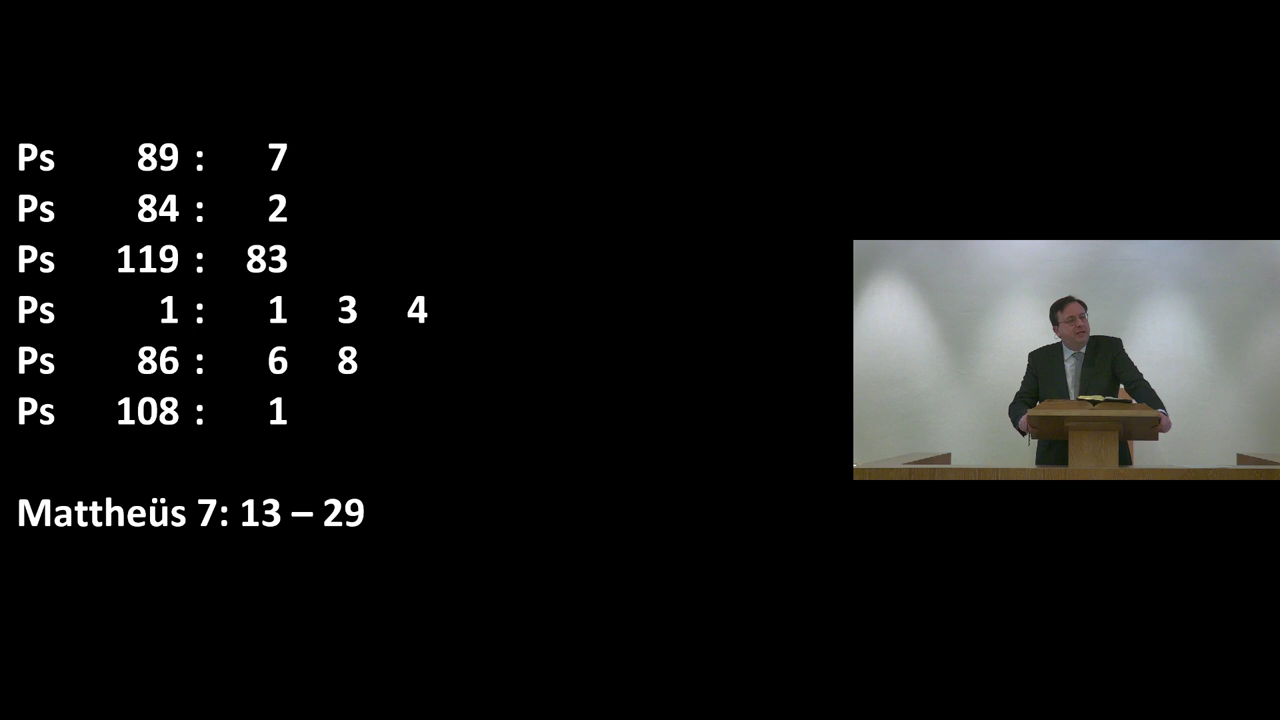 Ps 89 : 7
Ps 84 : 2
Ps 119 : 83
Ps 1 : 1 3 4
Ps 86 : 6 8
Ps 108 : 1
Mattheüs 7: 13 – 29